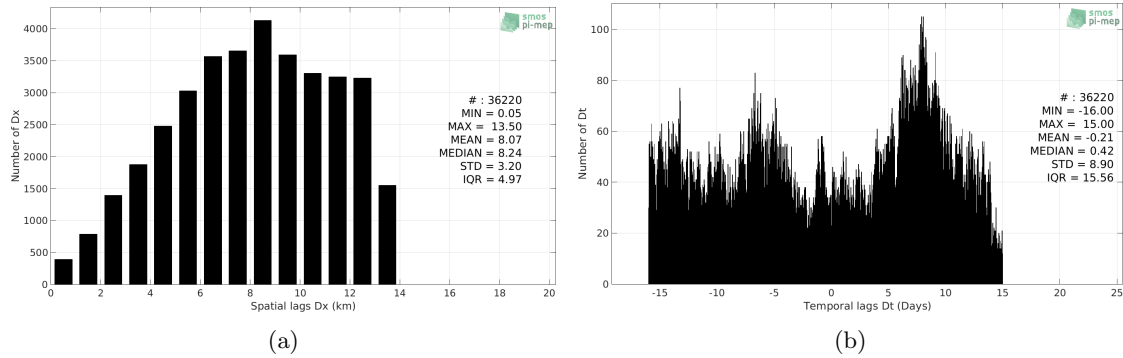 smos
pi-mep
4000
3500
3000
2500
2000
1500
1000
500
0
Number of Dx
# : 36220
MIN = 0.05
MAX = 13.50
MEAN = 8.07
MEDIAN = 8.24
STD = 3.20
IQR = 4.97
0 2 4 6 8 10 12 14 16 18 20
Spatial lags Dx (km)
(a)
smos
pi-mep
100
80
60
40
20
0
Number of Dt
# : 36220
MIN = -16.00
MAX = 15.00
MEAN = -0.21
MEDIAN = 0.42
STD = 8.90
IQR = 15.56
-15 -10 -5 0 5 10 15 20 25
Temporal lags Dt (Days)
(b)